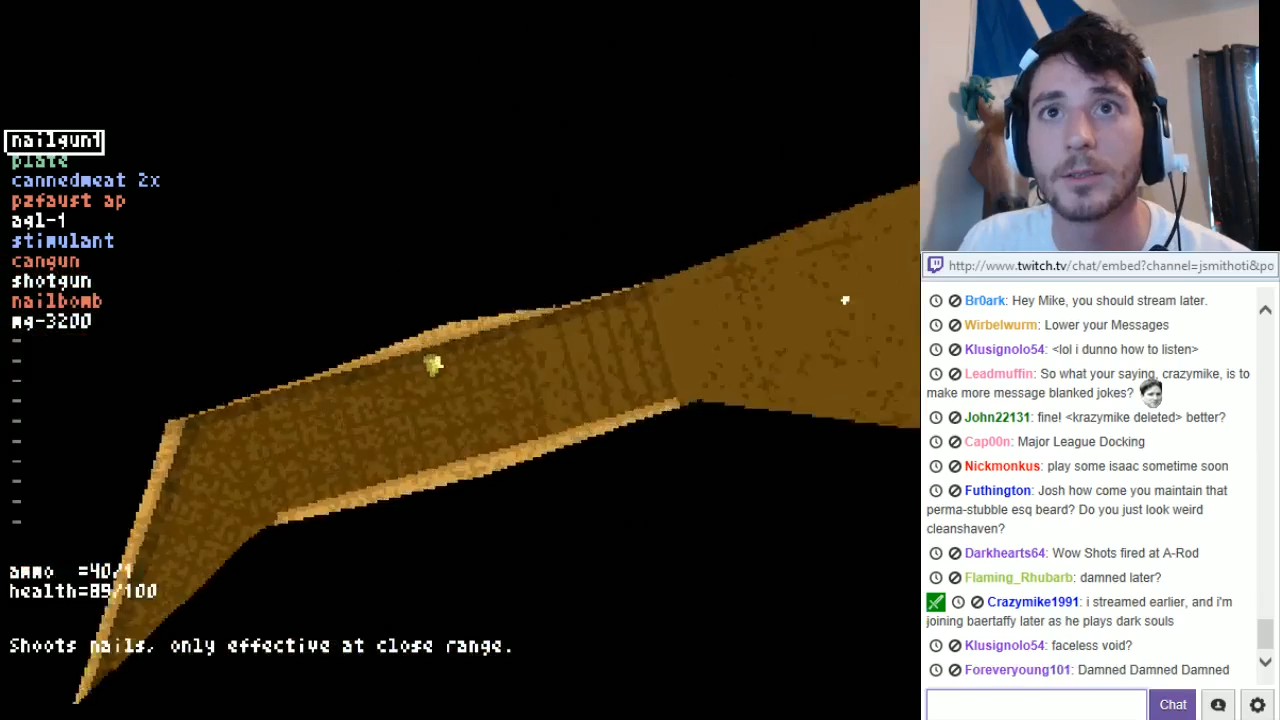 nailgun1
plate
cannedmeat 2x
pzfaust ap
agl-1
stimulant
cangun
shotgun
nailbomb
mg-3200
ammo =40/1
health=89/100
Shoots nails, only effective at close range.
http://www.twitch.tv/chat/embed?channel=jsmithoti&po
Br0ark: Hey Mike, you should stream later.
Wirbelwurm: Lower your Messages
Klusignolo54: <lol i dunno how to listen>
Leadmuffin: So what your saying, crazymike, is to
make more message blanked jokes?
John22131: fine! <krazymike deleted> better?
Cap00n: Major League Docking
Nickmonkus: play some isaac sometime soon
Futhington: Josh how come you maintain that
perma-stubble esq beard? Do you just look weird
cleanshaven?
Darkhearts64: Wow Shots fired at A-Rod
Flaming_Rhubarb: damned later?
Crazymike1991: i streamed earlier, and i'm
joining baertaffy later as he plays dark souls
Klusignolo54: faceless void?
Foreveryoung101: Damned Damned Damned
Chat